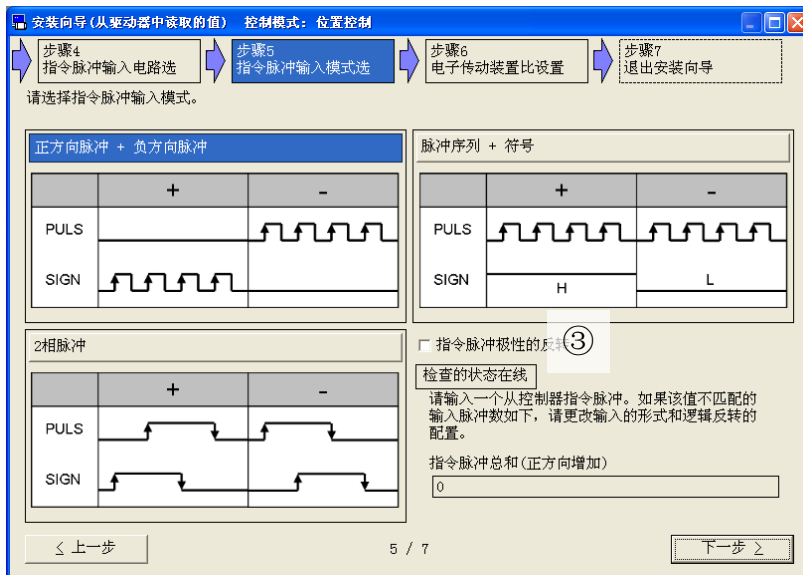 安装向导(从驱动器中读取的值) 控制模式: 位置控制
步骤4
指令脉冲输入电路选
步骤5
指令脉冲输入模式选
步骤6
电子传动装置比设置
步骤7
退出安装向导
请选择指令脉冲输入模式。
正方向脉冲 + 负方向脉冲
+ -
PULS
SIGN
脉冲序列 + 符号
+ -
PULS
SIGN H L
2相脉冲
+ -
PULS
SIGN
指令脉冲极性的反转
③
检查的状态在线
请输入一个从控制器指令脉冲。如果该值不匹配的
输入脉冲数如下，请更改输入的形式和逻辑反转的
配置。
指令脉冲总和(正方向增加)
0
≤ 上一步
5 / 7
下一步 ≥